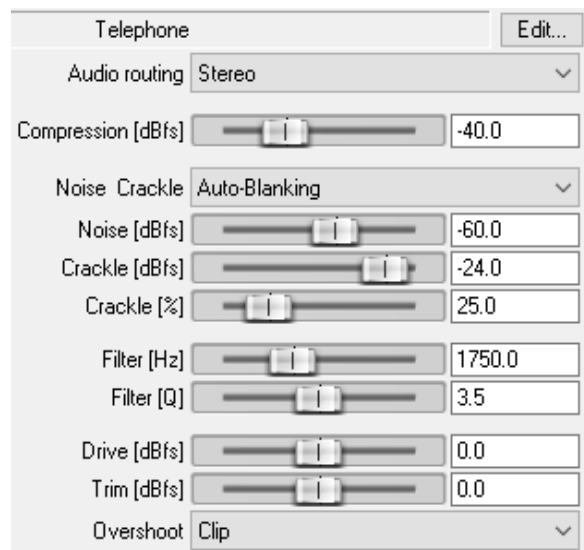 Telephone Edit...
Audio routing Stereo
Compression [dBfs] -40.0
Noise Crackle Auto-Blanking
Noise [dBfs] -60.0
Crackle [dBfs] -24.0
Crackle [%] 25.0
Filter [Hz] 1750.0
Filter [Q] 3.5
Drive [dBfs] 0.0
Trim [dBfs] 0.0
Overshoot Clip